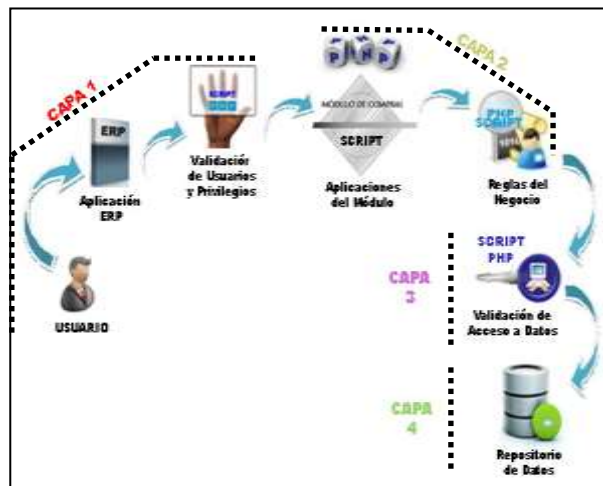 CAPA 1
ERP
ERP
Aplicación
ERP
USUARIO
SCRIPT
Validación
de Usuarios
y Privilegios
P H P
MÓDULO DE COMPRAS
SCRIPT
Aplicaciones
del Módulo
CAPA 2
PHP
SCRIPT
101
Reglas del
Negocio
CAPA
3
SCRIPT
PHP
Validación de
Acceso a Datos
CAPA
4
Repositorio
de Datos